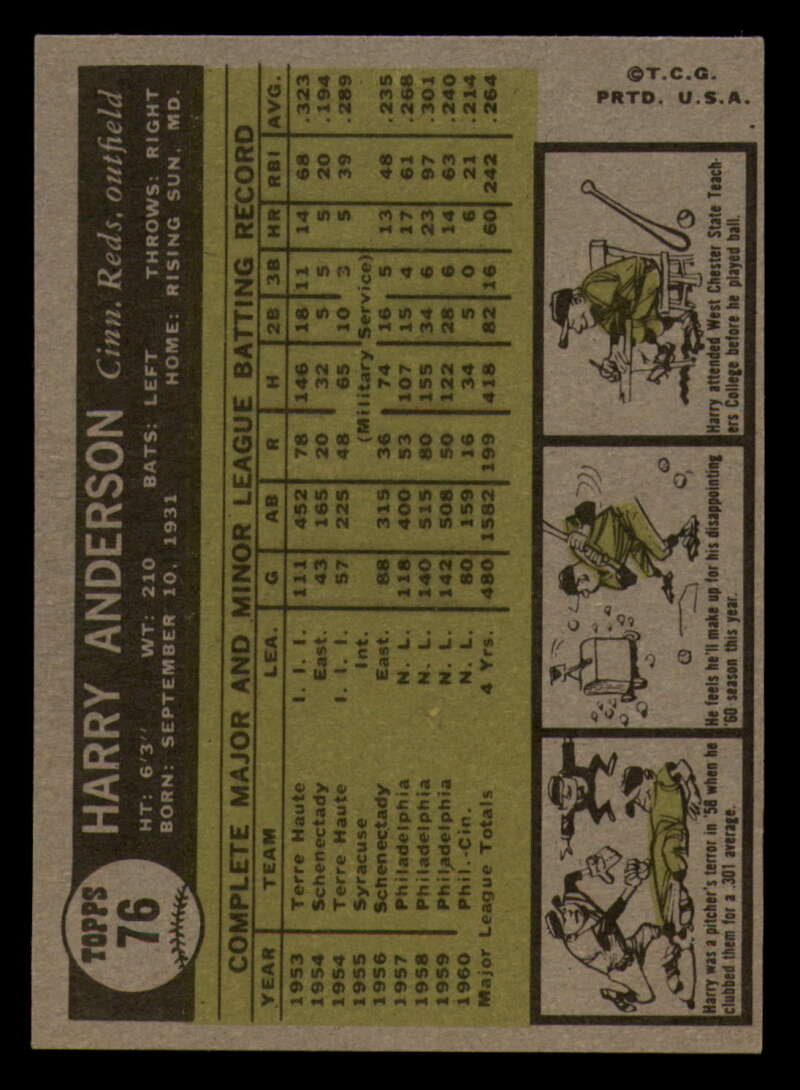 TOPPS
76
HARRY ANDERSON Cinn. Reds, outfield
HT: 6'3" WT: 210 BATS: LEFT THROWS: RIGHT
BORN: SEPTEMBER 10, 1931 HOME: RISING SUN, MD.
COMPLETE MAJOR AND MINOR LEAGUE BATTING RECORD
YEAR TEAM LEA. G AB R H 2B 3B HR RBI AVG.
1953 Terre Haute I. I. I. 111 452 78 146 18 11 14 68 .323
1954 Schenectady East. 43 165 20 32 5 5 5 20 .194
1954 Terre Haute I. I. I. 57 225 48 65 10 3 5 39 .289
1955 Syracuse Int. (Military Service)
1956 Schenectady East. 88 315 36 74 16 5 13 48 .235
1957 Philadelphia N. L. 118 400 53 107 15 4 17 61 .268
1958 Philadelphia N. L. 140 515 80 155 34 6 23 97 .301
1959 Philadelphia N. L. 142 508 50 122 28 6 14 63 .240
1960 Phil.-Cin. N. L. 80 159 16 34 5 0 6 21 .214
Major League Totals 4 Yrs. 480 1582 199 418 82 16 60 242 .264
Harry was a pitcher's terror in '58 when he
clubbed them for a .301 average.
He feels he'll make up for his disappointing
'60 season this year.
Harry attended West Chester State Teach-
ers College before he played ball.
©T.C.G.
PRTD. U.S.A.